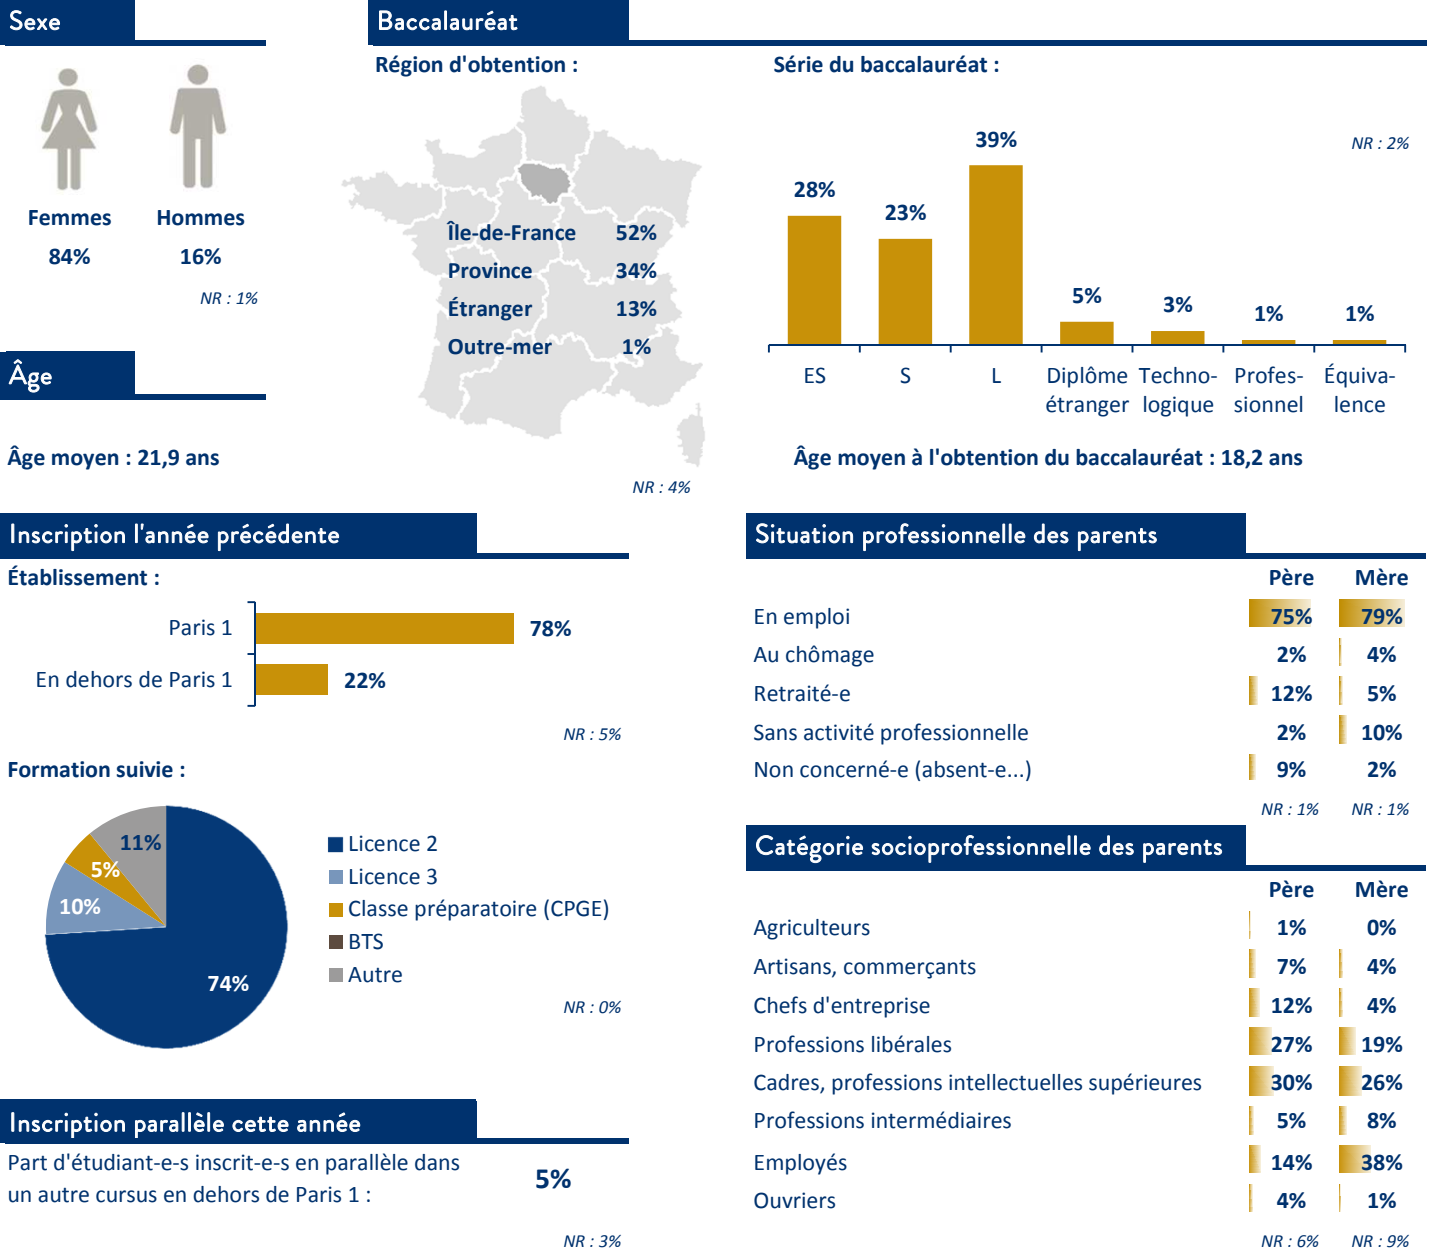 Sexe
Femmes Hommes
84% 16%
NR : 1%
Âge
Âge moyen : 21,9 ans
Baccalauréat
Région d'obtention :
Île-de-France 52%
Province 34%
Étranger 13%
Outre-mer 1%
NR : 4%
Série du baccalauréat :
NR : 2%
28% 23% 39% 5% 3% 1% 1%
ES S L Diplôme Techno- Profes- Équiva-
étranger logique sionnel lence
Âge moyen à l'obtention du baccalauréat : 18,2 ans
Inscription l'année précédente
Établissement :
Paris 1 78%
En dehors de Paris 1 22%
NR : 5%
Formation suivie :
11%
5%
10%
74%
Licence 2
Licence 3
Classe préparatoire (CPGE)
BTS
Autre
NR : 0%
Inscription parallèle cette année
Part d'étudiant-e-s inscrit-e-s en parallèle dans
un autre cursus en dehors de Paris 1 :
5%
NR : 3%
Situation professionnelle des parents
Père Mère
En emploi 75% 79%
Au chômage 2% 4%
Retraité-e 12% 5%
Sans activité professionnelle 2% 10%
Non concerné-e (absent-e...) 9% 2%
NR : 1% NR : 1%
Catégorie socioprofessionnelle des parents
Père Mère
Agriculteurs 1% 0%
Artisans, commerçants 7% 4%
Chefs d'entreprise 12% 4%
Professions libérales 27% 19%
Cadres, professions intellectuelles supérieures 30% 26%
Professions intermédiaires 5% 8%
Employés 14% 38%
Ouvriers 4% 1%
NR : 6% NR : 9%